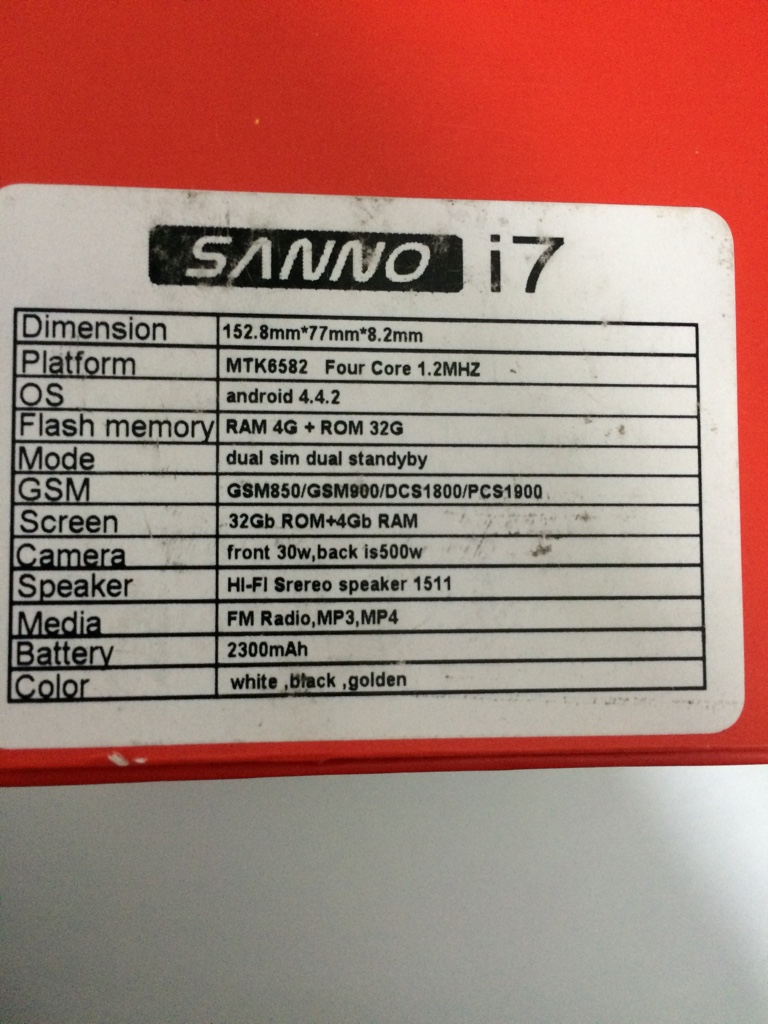 SANNO i7
Dimension 152.8mm*77mm*8.2mm
Platform MTK6582 Four Core 1.2MHZ
OS android 4.4.2
Flash memory RAM 4G + ROM 32G
Mode dual sim dual standyby
GSM GSM850/GSM900/DCS1800/PCS1900
Screen 32Gb ROM+4Gb RAM
Camera front 30w,back is500w
Speaker HI-FI Srereo speaker 1511
Media FM Radio,MP3,MP4
Battery 2300mAh
Color white ,black ,golden